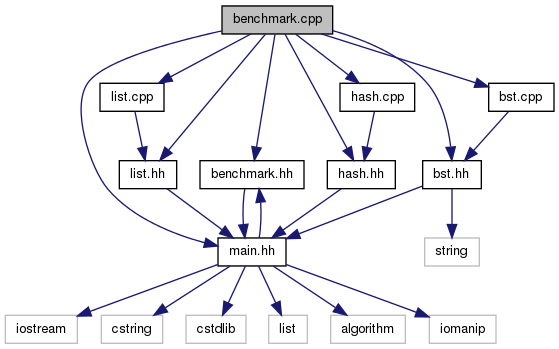 benchmark.cpp
list.cpp
hash.cpp
bst.cpp
list.hh
benchmark.hh
hash.hh
bst.hh
main.hh
string
iostream
cstring
cstdlib
list
algorithm
iomanip